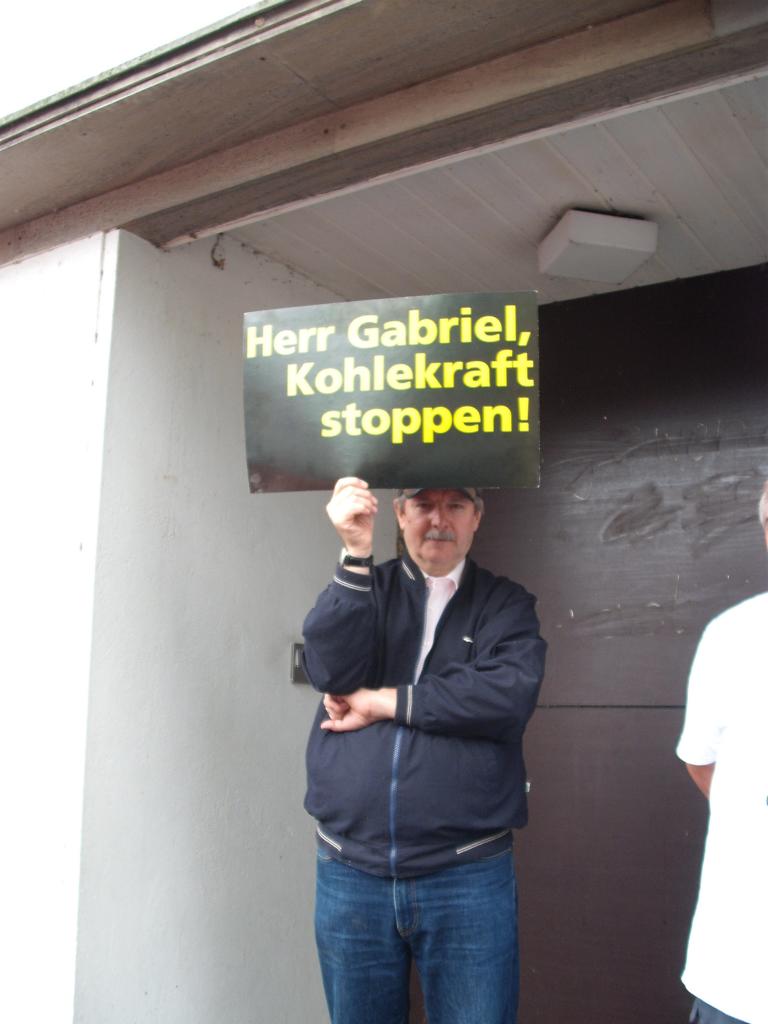 Herr Gabriel,
Kohlekraft
stoppen!